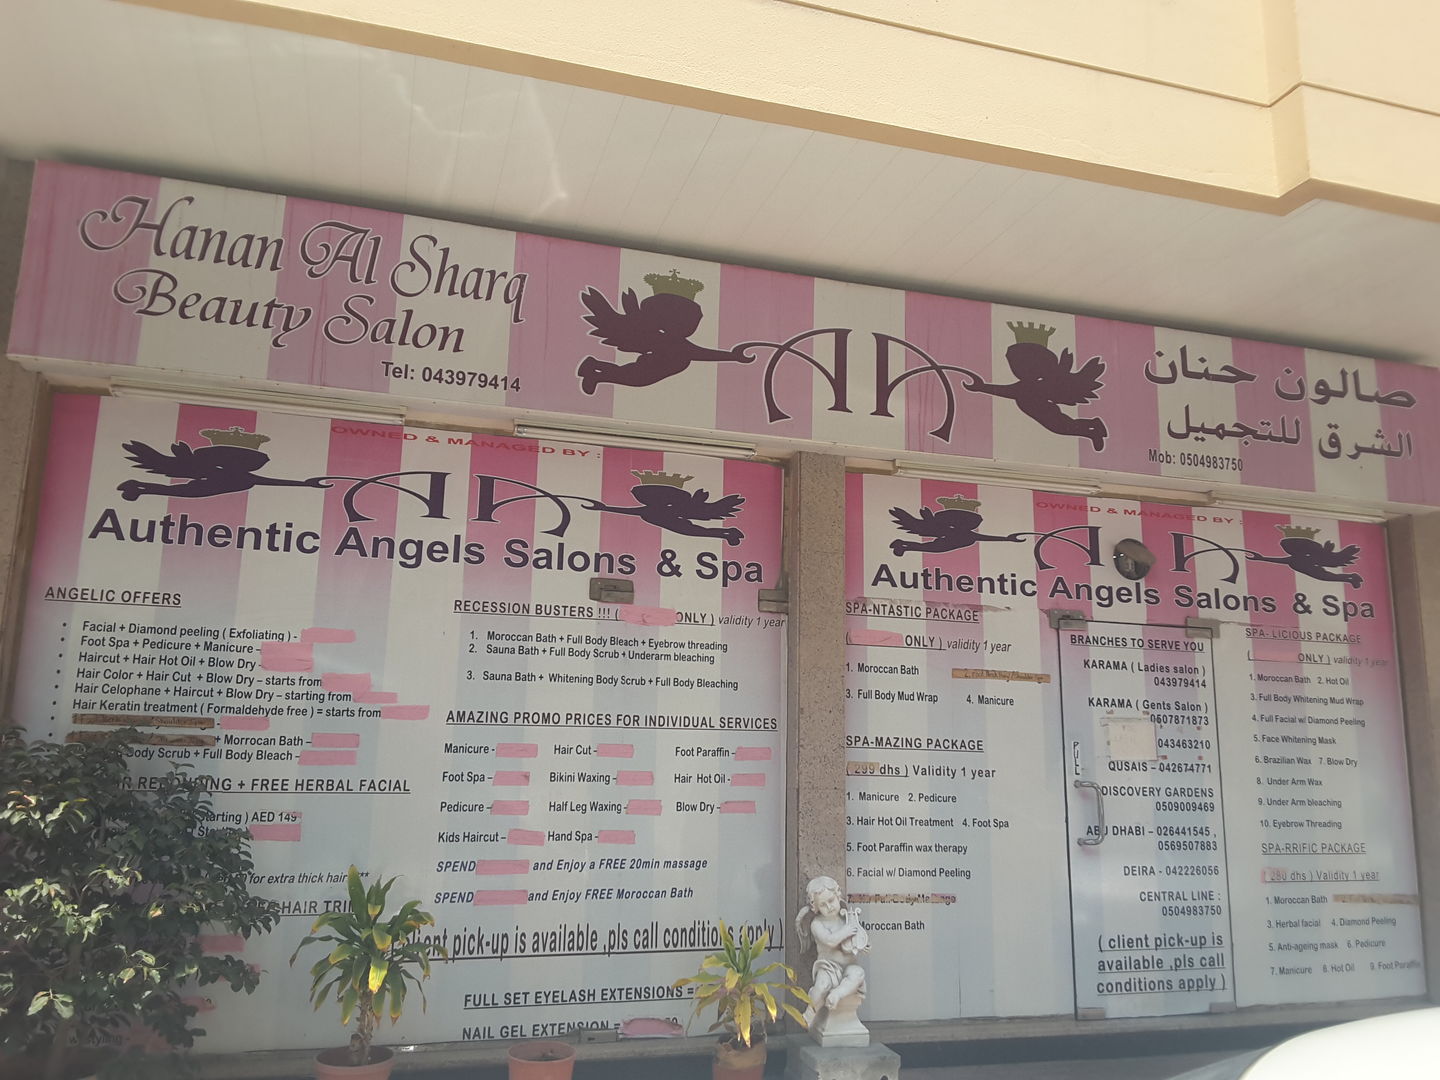 Hanan Al Sharq
Beauty Salon
Tel: 043979414
صالون حنان
الشرق للتجميل
Mob: 0504983750
OWNED & MANAGED BY :
Authentic Angels Salons & Spa
ANGELIC OFFERS
Facial + Diamond peeling ( Exfoliating ) -
Foot Spa + Pedicure + Manicure -
Haircut + Hair Hot Oil + Blow Dry -
Hair Color + Hair Cut + Blow Dry – starts from
Hair Celophane + Haircut + Blow Dry – starting from
Hair Keratin treatment ( Formaldehyde free ) = starts from
+ Morrocan Bath –
Body Scrub + Full Body Bleach -
+ FREE HERBAL FACIAL
Starting ) AED 149
for extra thick hair
HAIR
RECESSION BUSTERS !!! ( ONLY ) validity 1 year
1. Moroccan Bath + Full Body Bleach + Eyebrow threading
2. Sauna Bath + Full Body Scrub + Underarm bleaching
3. Sauna Bath + Whitening Body Scrub + Full Body Bleaching
AMAZING PROMO PRICES FOR INDIVIDUAL SERVICES
Manicure - Hair Cut - Foot Paraffin -
Foot Spa - Bikini Waxing - Hair Hot Oil -
Pedicure - Half Leg Waxing - Blow Dry -
Kids Haircut - Hand Spa -
SPEND and Enjoy a FREE 20min massage
SPEND and Enjoy FREE Moroccan Bath
client pick-up is available ,pls call conditions apply )
FULL SET EYELASH EXTENSIONS =
NAIL GEL EXTENSION =
OWNED & MANAGED BY :
Authentic Angels Salons & Spa
SPA-NTASTIC PACKAGE
( ONLY ) validity 1 year
1. Moroccan Bath
3. Full Body Mud Wrap 4. Manicure
SPA-MAZING PACKAGE
( 299 dhs ) Validity 1 year
1. Manicure 2. Pedicure
3. Hair Hot Oil Treatment 4. Foot Spa
5. Foot Paraffin wax therapy
6. Facial w/ Diamond Peeling
Moroccan Bath
BRANCHES TO SERVE YOU
KARAMA ( Ladies salon )
043979414
KARAMA ( Gents Salon )
0507871873
043463210
PULL
QUSAIS – 042674771
DISCOVERY GARDENS
0509009469
ABU DHABI – 026441545 ,
0569507883
DEIRA - 042226056
CENTRAL LINE :
0504983750
( client pick-up is
available ,pls call
conditions apply )
SPA- LICIOUS PACKAGE
( ONLY ) validity 1 year
1. Moroccan Bath 2. Hot Oil
3. Full Body Whitening Mud Wrap
4. Full Facial w/ Diamond Peeling
5. Face Whitening Mask
6. Brazilian Wax 7. Blow Dry
8. Under Arm Wax
9. Under Arm bleaching
10. Eyebrow Threading
SPA-RRIFIC PACKAGE
( 280 dhs ) Validity 1 year
1. Moroccan Bath
3. Herbal facial 4. Diamond Peeling
5. Anti-ageing mask 6. Pedicure
7. Manicure 8. Hot Oil 9. Foot Paraffin